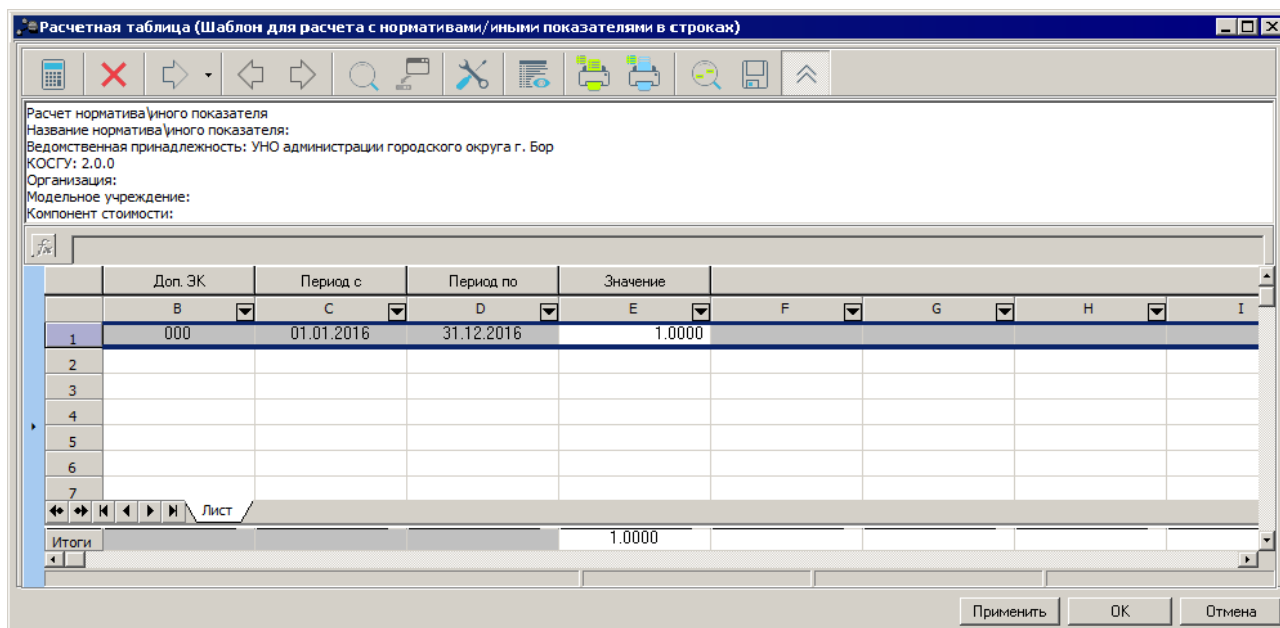 Расчетная таблица (Шаблон для расчета с нормативами/иными показателями в строках)
Расчет норматива\иного показателя
Название норматива\иного показателя:
Ведомственная принадлежность: УНО администрации городского округа г. Бор
КОСГУ: 2.0.0
Организация:
Модельное учреждение:
Компонент стоимости:
fx
Доп. ЭК Период с Период по Значение
B C D E F G H I
1 000 01.01.2016 31.12.2016 1.0000
2
3
4
5
6
7
Лист
Итоги 1.0000
Применить OK Отмена